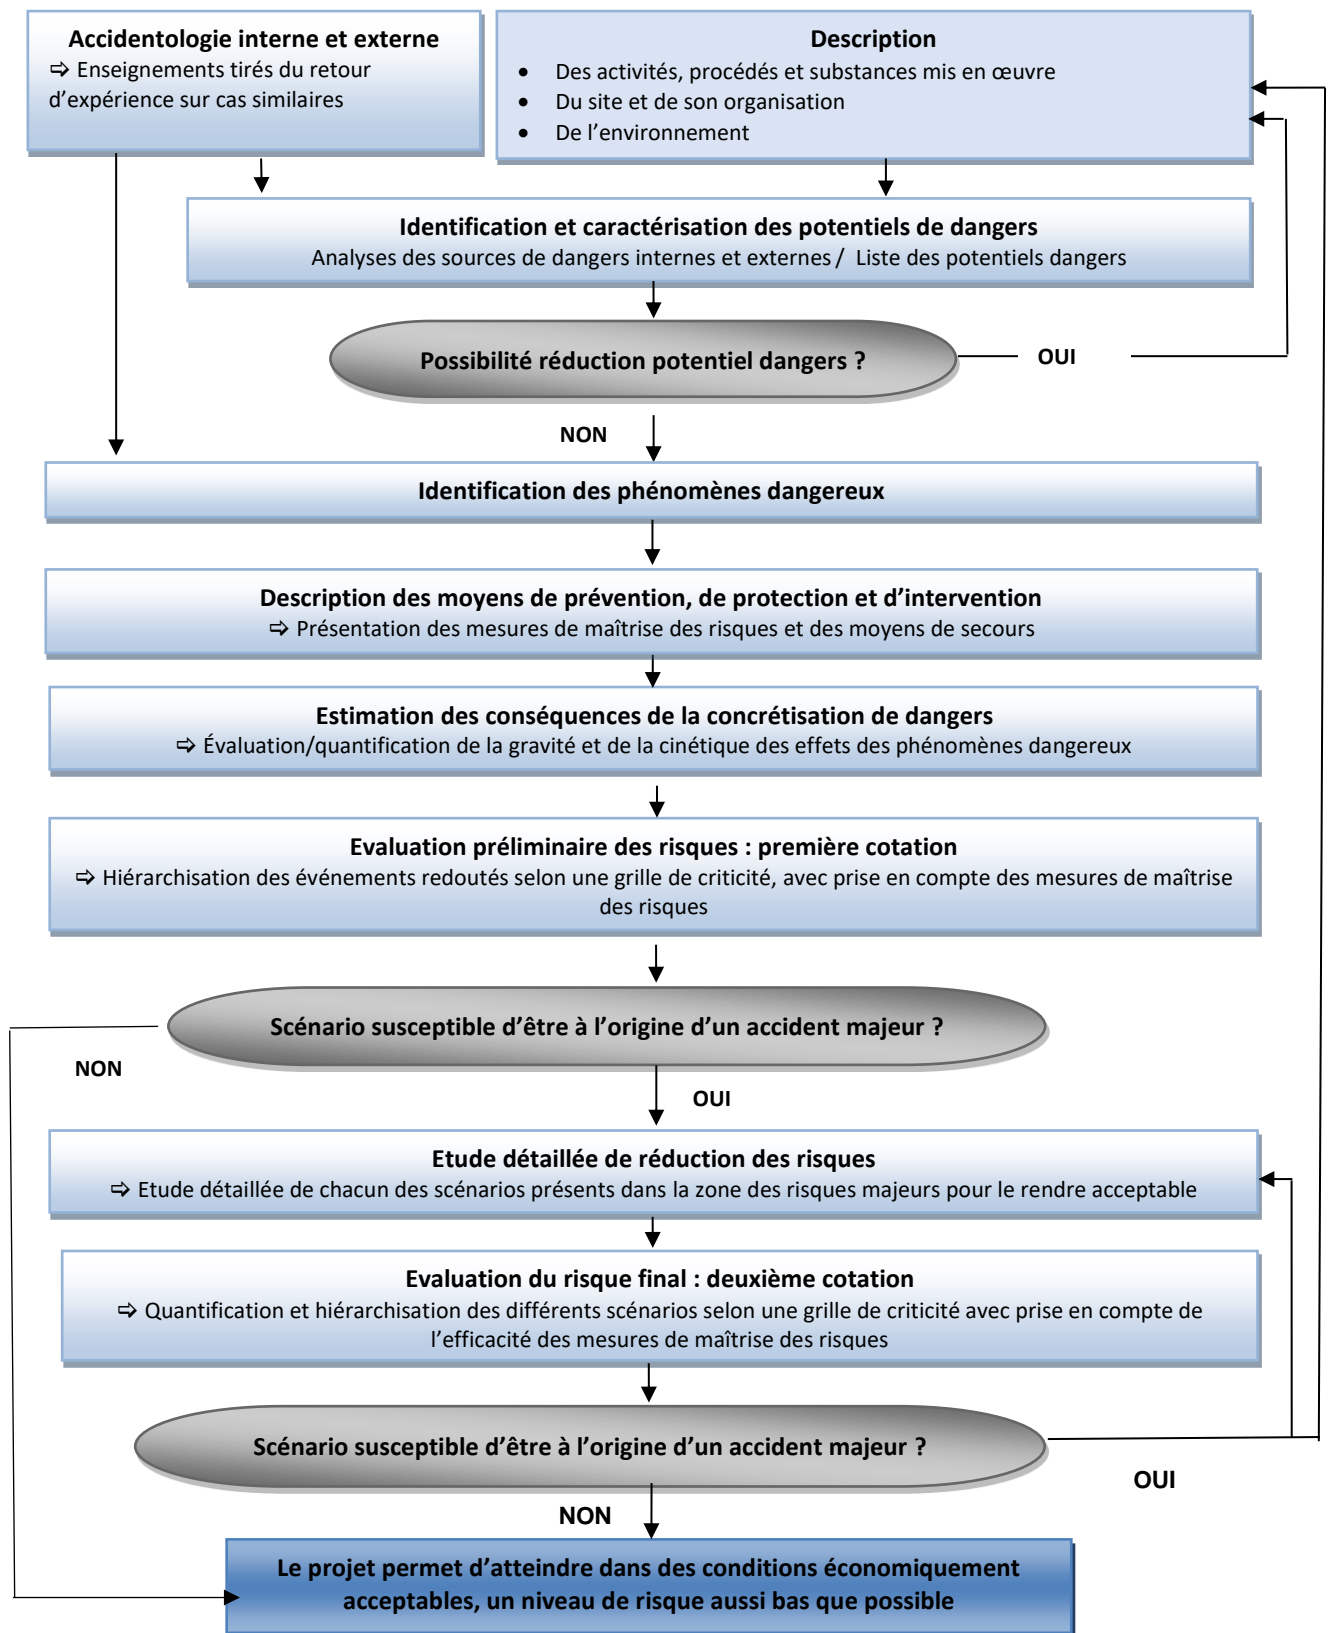 Accidentologie interne et externe
⇨ Enseignements tirés du retour
d'expérience sur cas similaires
Description
• Des activités, procédés et substances mis en œuvre
• Du site et de son organisation
• De l'environnement
Identification et caractérisation des potentiels de dangers
Analyses des sources de dangers internes et externes / Liste des potentiels dangers
Possibilité réduction potentiel dangers ?
OUI
NON
Identification des phénomènes dangereux
Description des moyens de prévention, de protection et d'intervention
⇨ Présentation des mesures de maîtrise des risques et des moyens de secours
Estimation des conséquences de la concrétisation de dangers
⇨ Évaluation/quantification de la gravité et de la cinétique des effets des phénomènes dangereux
Evaluation préliminaire des risques : première cotation
⇨ Hiérarchisation des événements redoutés selon une grille de criticité, avec prise en compte des mesures de maîtrise
des risques
Scénario susceptible d'être à l'origine d'un accident majeur ?
NON
OUI
Etude détaillée de réduction des risques
⇨ Etude détaillée de chacun des scénarios présents dans la zone des risques majeurs pour le rendre acceptable
Evaluation du risque final : deuxième cotation
⇨ Quantification et hiérarchisation des différents scénarios selon une grille de criticité avec prise en compte de
l'efficacité des mesures de maîtrise des risques
Scénario susceptible d'être à l'origine d'un accident majeur ?
OUI
NON
Le projet permet d'atteindre dans des conditions économiquement
acceptables, un niveau de risque aussi bas que possible